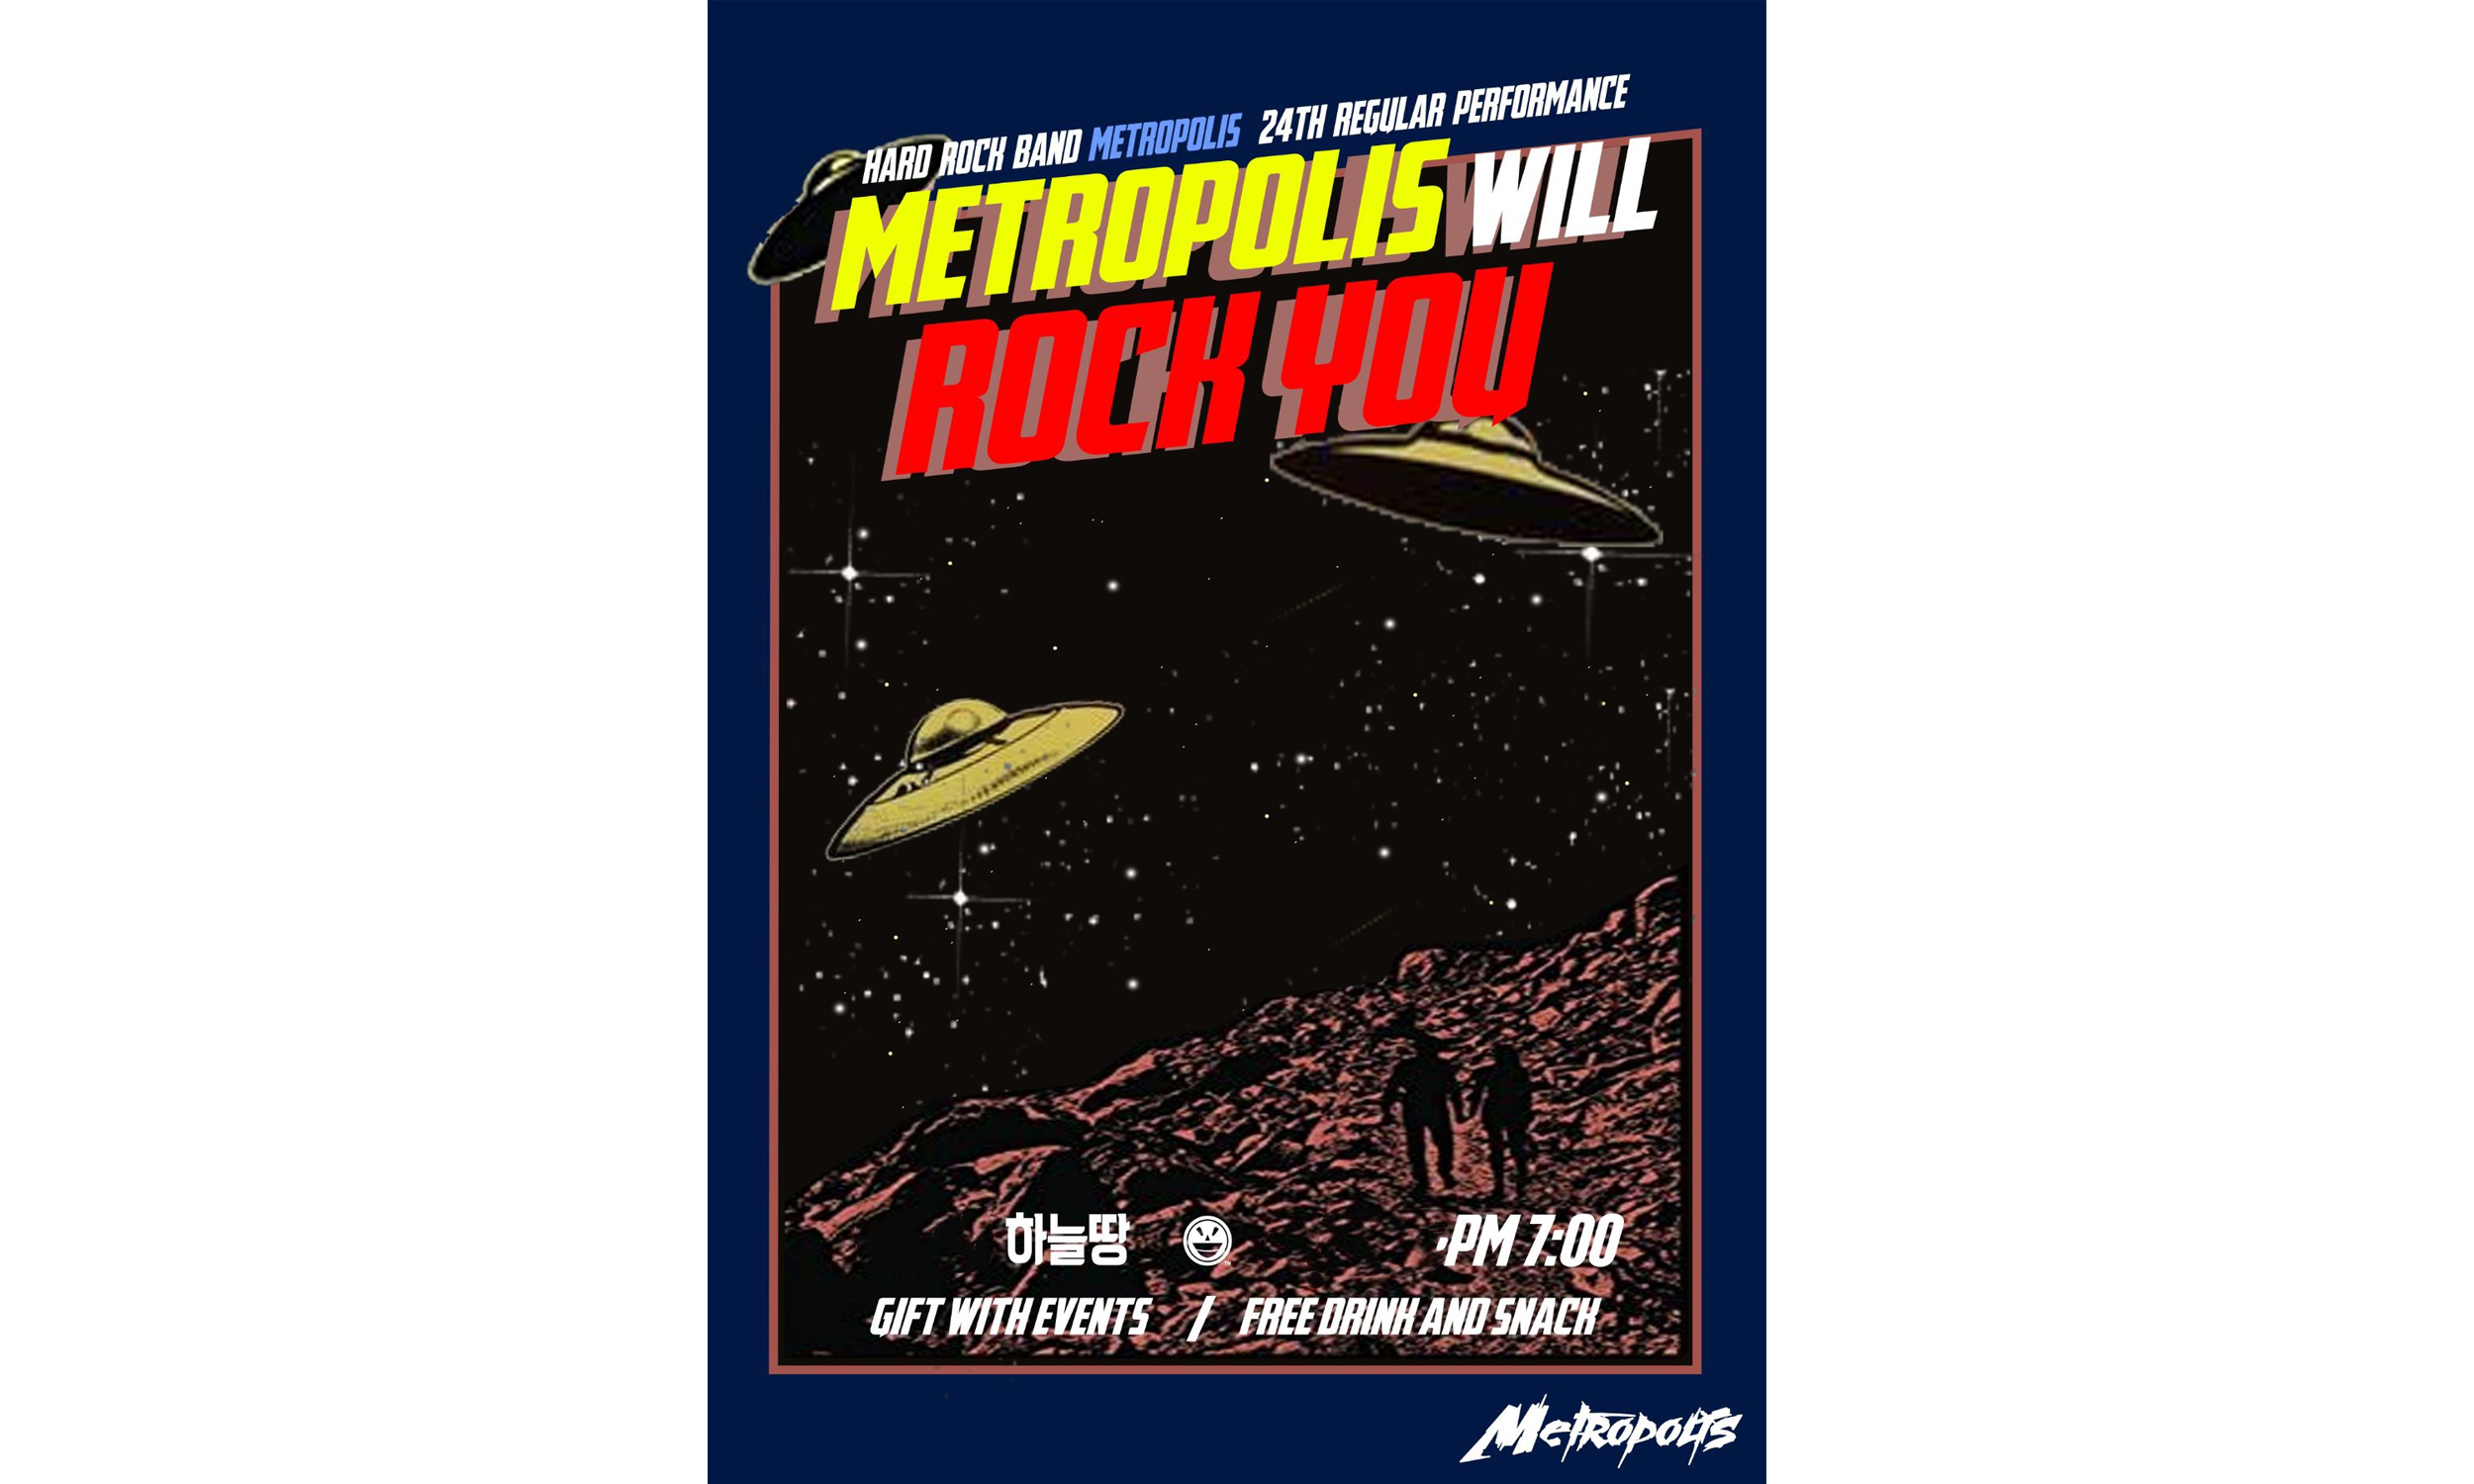 HARD ROCK BAND METROPOLIS 24TH REGULAR PERFORMANCE
METROPOLIS WILL
ROCK YOU
하늘땅 PM 7:00
GIFT WITH EVENTS / FREE DRINK AND SNACK
Metropolis